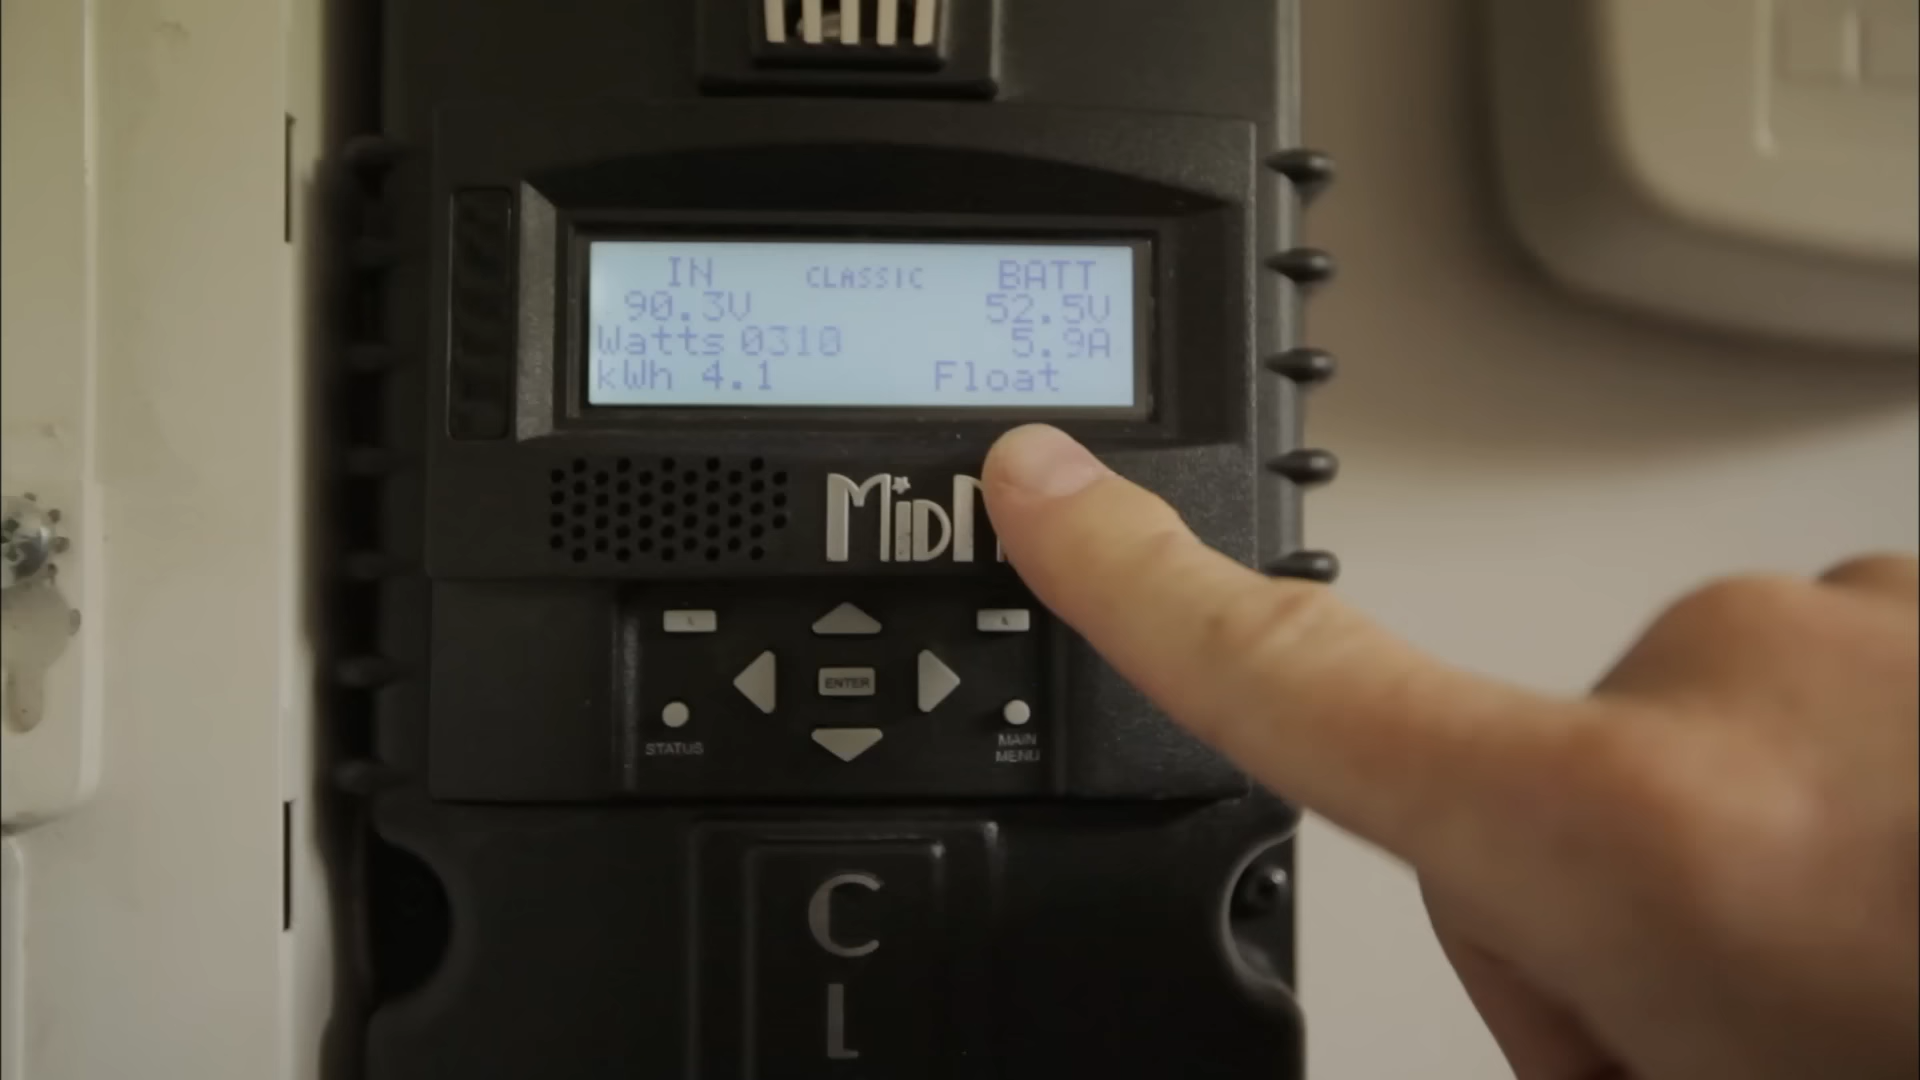 IN CLASSIC BATT
90.3V 52.5V
Watts 0310 5.9A
kWh 4.1 Float
MidN
ENTER
STATUS
MAIN
MENU
C
L